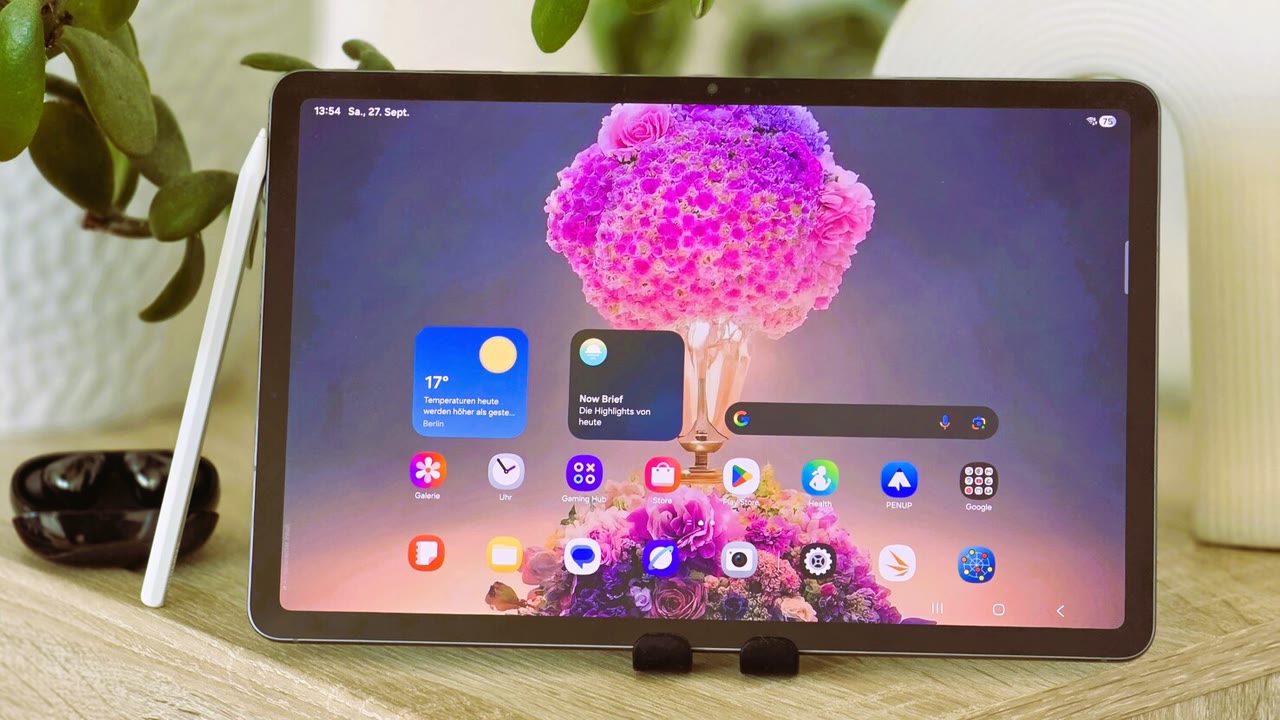 13:54 Sa., 27. Sept.
75
17°
Temperaturen heute
werden höher als geste...
Berlin
Now Brief
Die Highlights von
heute
Galerie
Uhr
Gaming Hub
Store
Play Store
Health
PENUP
Google